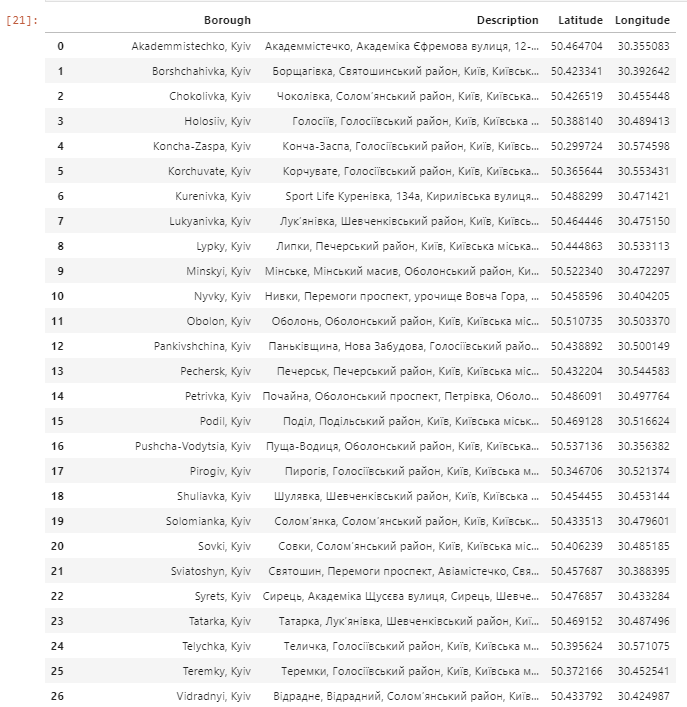 [21]:
Borough Description Latitude Longitude
0 Akademmistechko, Kyiv Академмістечко, Академіка Єфремова вулиця, 12-... 50.464704 30.355083
1 Borshchahivka, Kyiv Борщагівка, Святошинський район, Київ, Київськ... 50.423341 30.392642
2 Chokolivka, Kyiv Чоколівка, Солом'янський район, Київ, Київська... 50.426519 30.455448
3 Holosiiv, Kyiv Голосіїв, Голосіївський район, Київ, Київська ... 50.388140 30.489413
4 Koncha-Zaspa, Kyiv Конча-Заспа, Голосіївський район, Київ, Київсь... 50.299724 30.574598
5 Korchuvate, Kyiv Корчувате, Голосіївський район, Київ, Київська... 50.365644 30.553431
6 Kurenivka, Kyiv Sport Life Куренівка, 134а, Кирилівська вулиця... 50.488299 30.471421
7 Lukyanivka, Kyiv Лук'янівка, Шевченківський район, Київ, Київсь... 50.464446 30.475150
8 Lypky, Kyiv Липки, Печерський район, Київ, Київська міська... 50.444863 30.533113
9 Minskyi, Kyiv Мінське, Мінський масив, Оболонський район, Ки... 50.522340 30.472297
10 Nyvky, Kyiv Нивки, Перемоги проспект, урочище Вовча Гора, ... 50.458596 30.404205
11 Obolon, Kyiv Оболонь, Оболонський район, Київ, Київська міс... 50.510735 30.503370
12 Pankivshchina, Kyiv Паньківщина, Нова Забудова, Голосіївський райо... 50.438892 30.500149
13 Pechersk, Kyiv Печерськ, Печерський район, Київ, Київська міс... 50.432204 30.544583
14 Petrivka, Kyiv Почайна, Оболонський проспект, Петрівка, Оболо... 50.486091 30.497764
15 Podil, Kyiv Поділ, Подільський район, Київ, Київська міськ... 50.469128 30.516624
16 Pushcha-Vodytsia, Kyiv Пуща-Водиця, Оболонський район, Київ, Київська... 50.537136 30.356382
17 Pirogiv, Kyiv Пирогів, Голосіївський район, Київ, Київська м... 50.346706 30.521374
18 Shuliavka, Kyiv Шулявка, Шевченківський район, Київ, Київська ... 50.454455 30.453144
19 Solomianka, Kyiv Солом'янка, Солом'янський район, Київ, Київськ... 50.433513 30.479601
20 Sovki, Kyiv Совки, Солом'янський район, Київ, Київська міс... 50.406239 30.485185
21 Sviatoshyn, Kyiv Святошин, Перемоги проспект, Авіамістечко, Свя... 50.457687 30.388395
22 Syrets, Kyiv Сирець, Академіка Щусєва вулиця, Сирець, Шевче... 50.476857 30.433284
23 Tatarka, Kyiv Татарка, Лук'янівка, Шевченківський район, Киї... 50.469152 30.487496
24 Telychka, Kyiv Теличка, Голосіївський район, Київ, Київська м... 50.395624 30.571075
25 Teremky, Kyiv Теремки, Голосіївський район, Київ, Київська м... 50.372166 30.452541
26 Vidradnyi, Kyiv Відрадне, Відрадний, Солом'янський район, Київ... 50.433792 30.424987